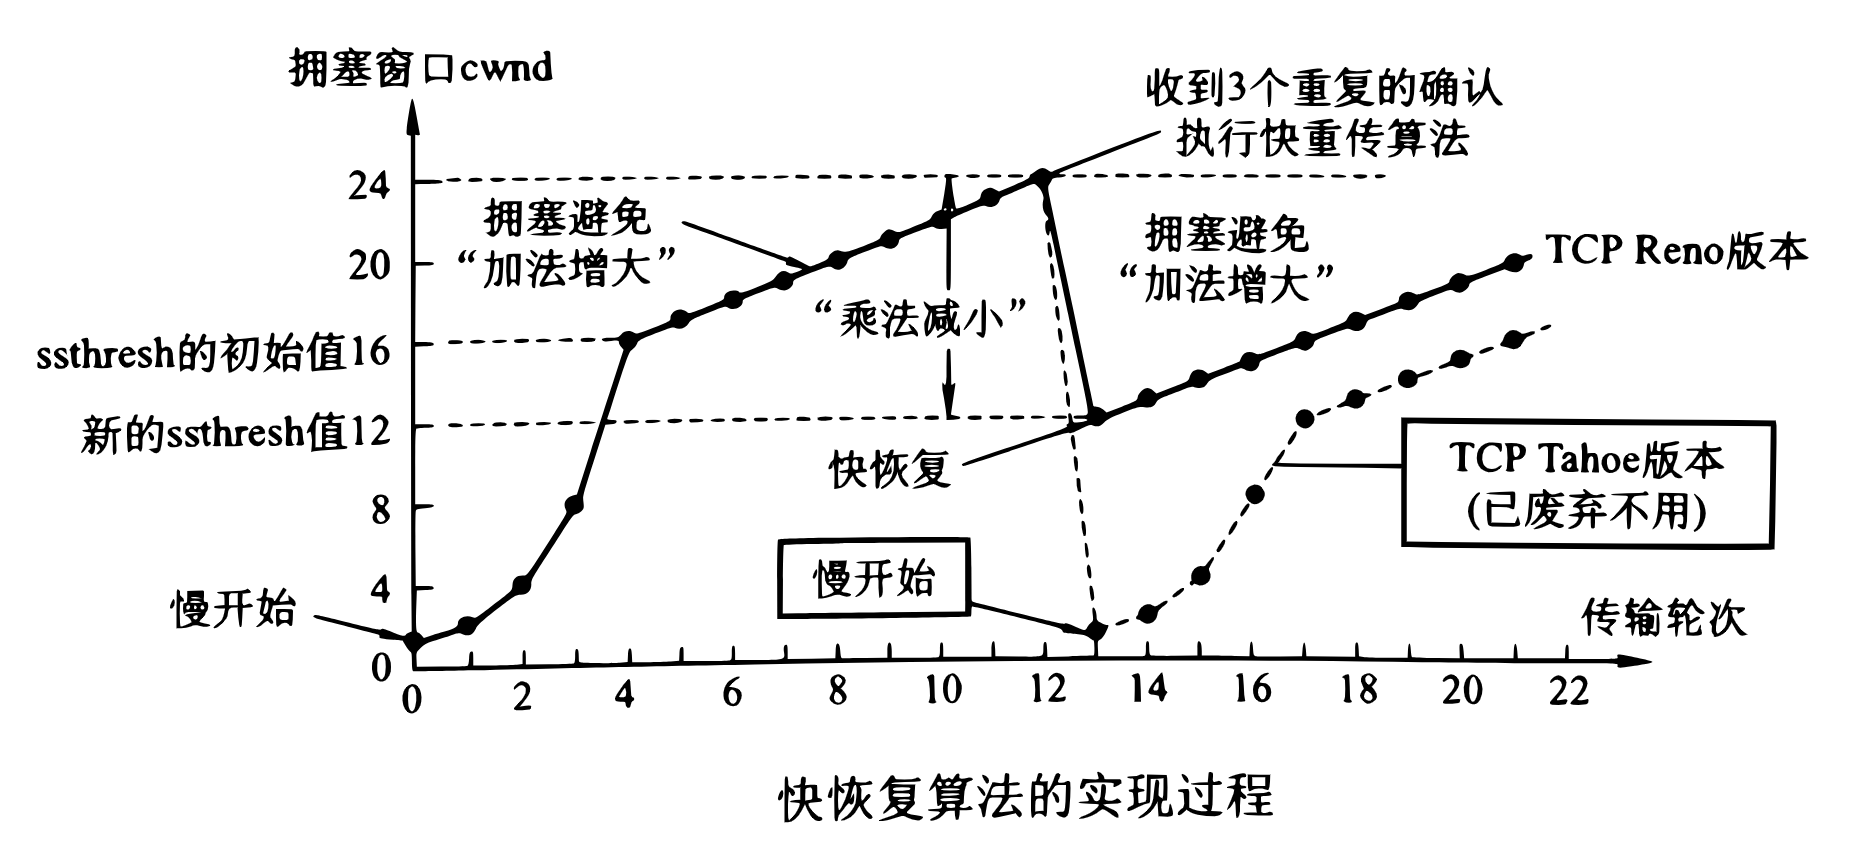 拥塞窗口cwnd
收到3个重复的确认
执行快重传算法
24
拥塞避免
“加法增大”
拥塞避免
“加法增大”
TCP Reno版本
20
“乘法减小”
ssthresh的初始值16
新的ssthresh值12
快恢复
TCP Tahoe版本
(已废弃不用)
8
4
慢开始
慢开始
传输轮次
0
0 2 4 6 8 10 12 14 16 18 20 22
快恢复算法的实现过程